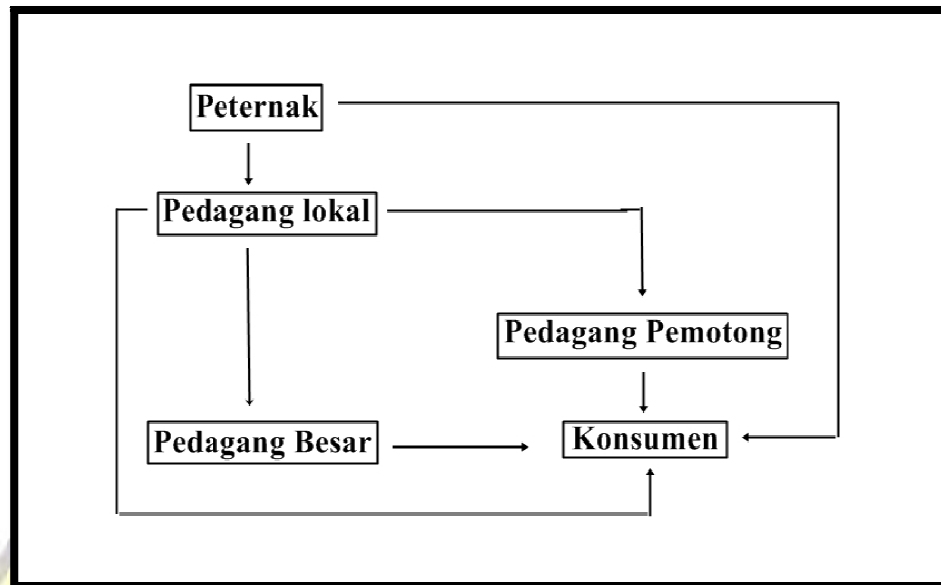 Peternak
Pedagang lokal
Pedagang Pemotong
Pedagang Besar
Konsumen